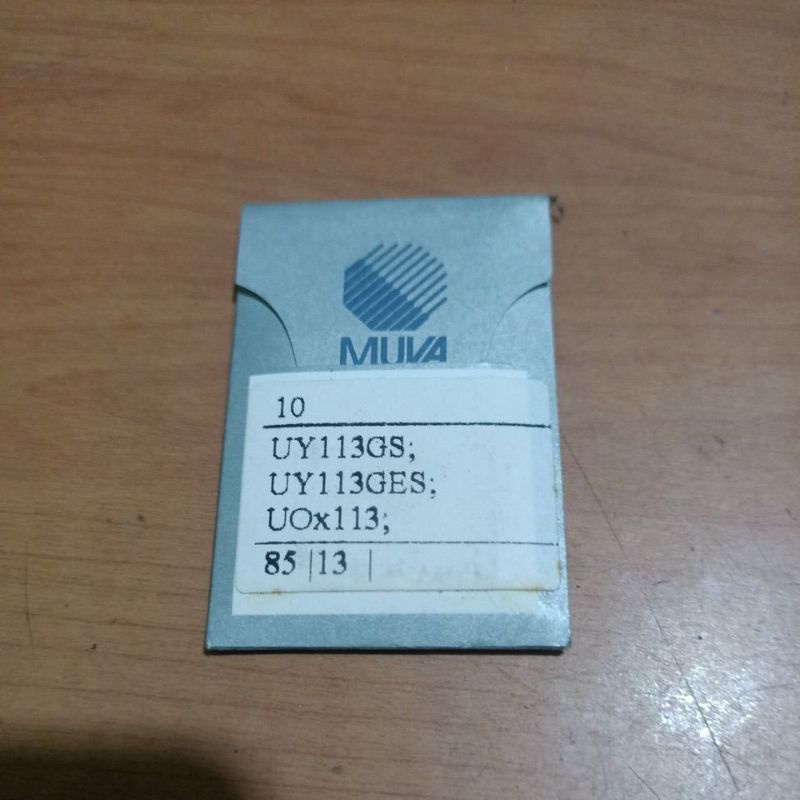 MUVA
10
UY113GS;
UY113GES;
UOx113;
85 |13 |